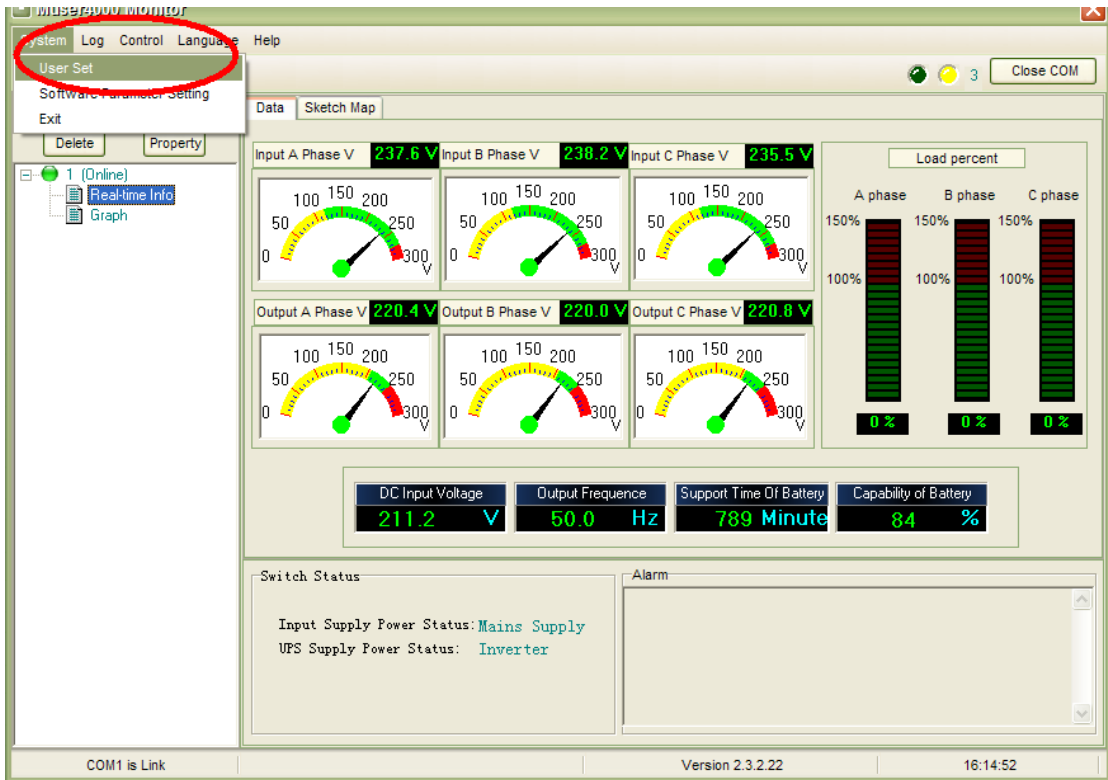 Muser4000 Monitor
System Log Control Language Help
User Set
Software Parameter Setting
Exit
3 Close COM
Delete Property
1 (Online)
Real-time Info
Graph
Data Sketch Map
Input A Phase V 237.6 V Input B Phase V 238.2 V Input C Phase V 235.5 V
0 50 100 150 200 250 300 V
0 50 100 150 200 250 300 V
0 50 100 150 200 250 300 V
Output A Phase V 220.4 V Output B Phase V 220.0 V Output C Phase V 220.8 V
0 50 100 150 200 250 300 V
0 50 100 150 200 250 300 V
0 50 100 150 200 250 300 V
Load percent
A phase B phase C phase
150% 150% 150%
100% 100% 100%
0 % 0 % 0 %
DC Input Voltage Output Frequence Support Time Of Battery Capability of Battery
211.2 V 50.0 Hz 789 Minute 84 %
Switch Status
Input Supply Power Status: Mains Supply
UPS Supply Power Status: Inverter
Alarm
COM1 is Link Version 2.3.2.22 16:14:52